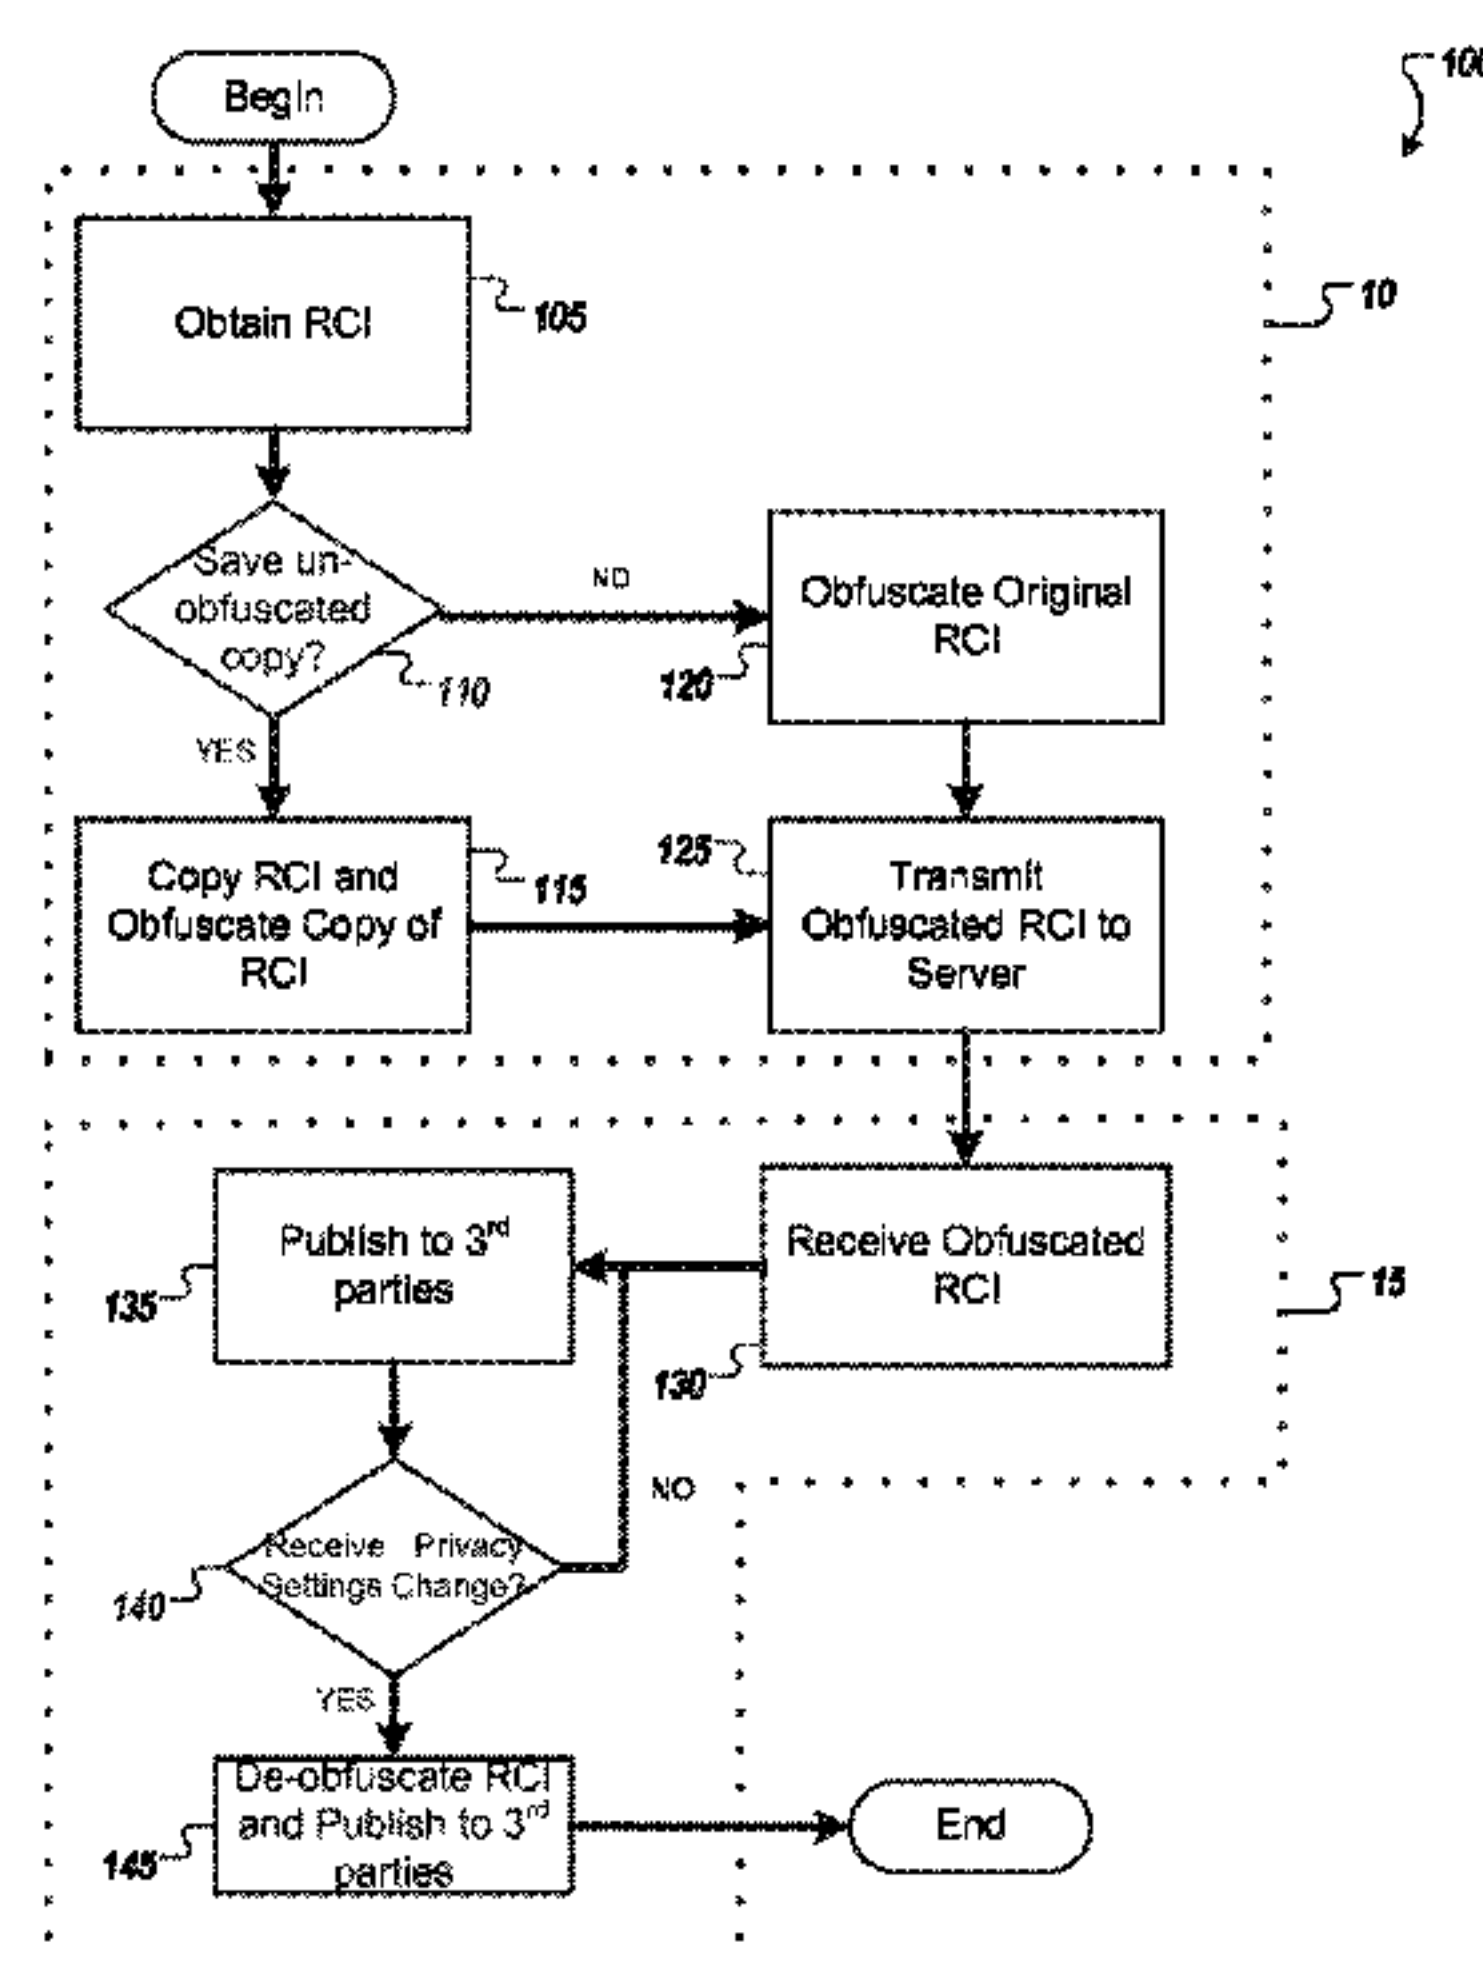 Begin
100
Obtain RCI
105
10
Save un-
obfuscated
copy?
110
NO
Obfuscate Original
RCI
120
YES
Copy RCI and
Obfuscate Copy of
RCI
115
125
Transmit
Obfuscated RCI to
Server
Publish to 3rd
parties
135
Receive Obfuscated
RCI
130
15
Receive Privacy
Settings Change?
140
NO
YES
De-obfuscate RCI
and Publish to 3rd
parties
145
End